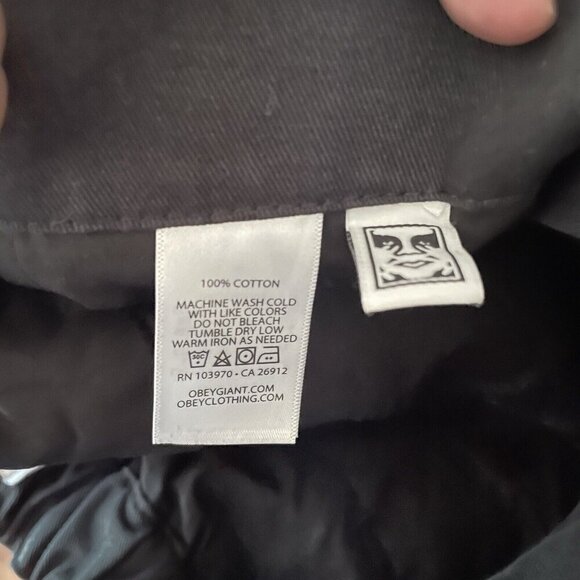 100% COTTON
MACHINE WASH COLD
WITH LIKE COLORS
DO NOT BLEACH
TUMBLE DRY LOW
WARM IRON AS NEEDED
30C
RN 103970 • CA 26912
OBEYGIANT.COM
OBEYCLOTHING.COM